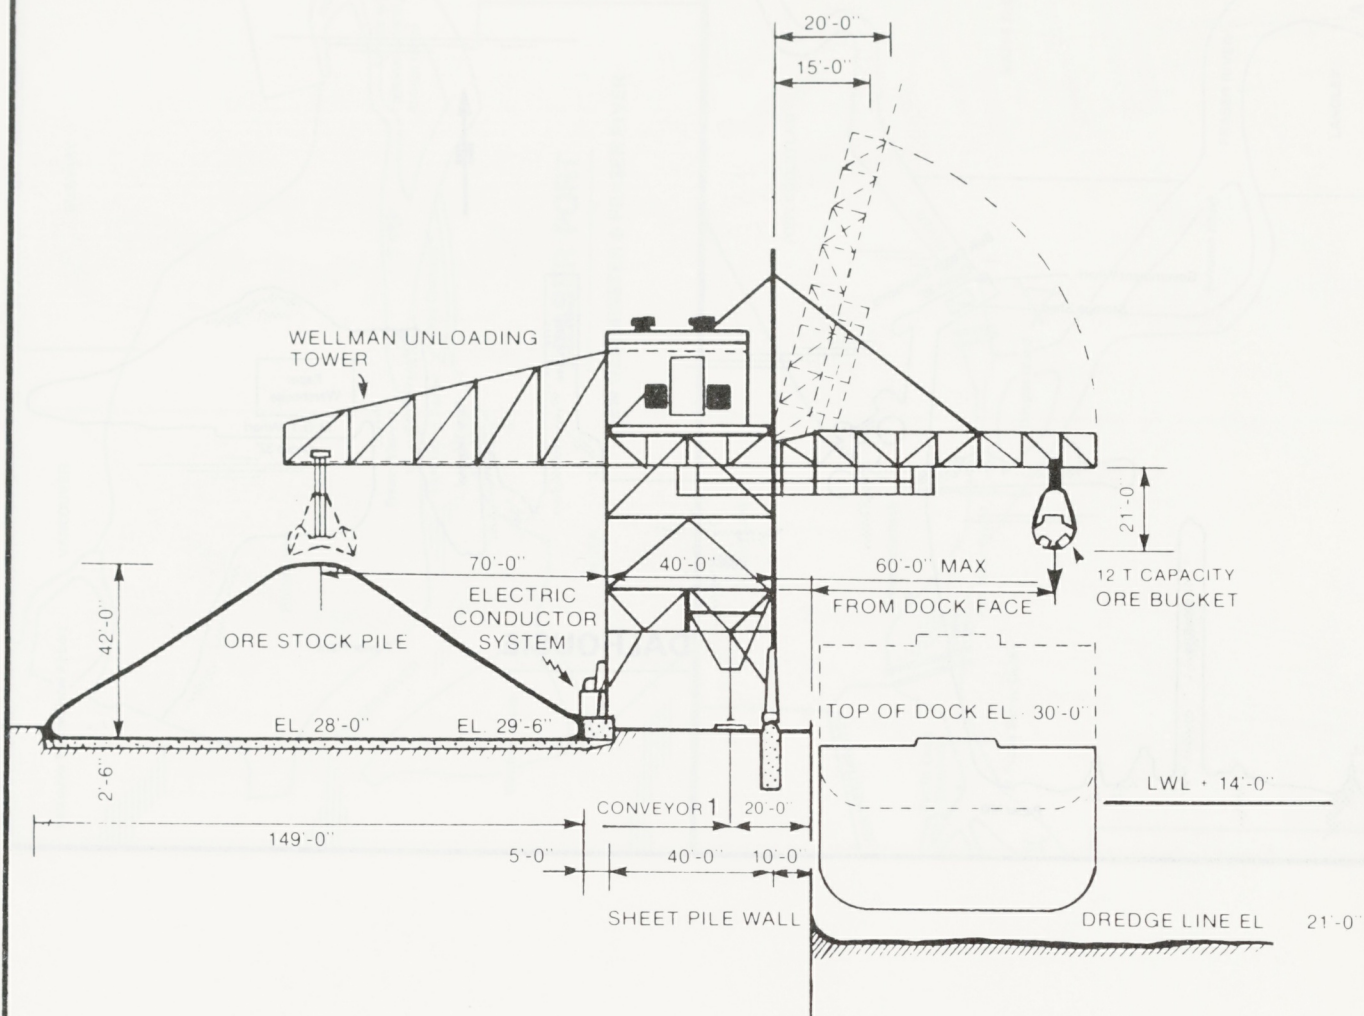 20'-0"
15'-0"
WELLMAN UNLOADING
TOWER
21'-0"
70'-0"
40'-0"
60'-0" MAX
FROM DOCK FACE
12 T CAPACITY
ORE BUCKET
ELECTRIC
CONDUCTOR
SYSTEM
42'-0"
ORE STOCK PILE
EL. 28'-0"
EL. 29'-6"
TOP OF DOCK EL. 30'-0"
2'-6"
LWL + 14'-0"
CONVEYOR 1
20'-0"
149'-0"
5'-0"
40'-0"
10'-0"
SHEET PILE WALL
DREDGE LINE EL 21'-0"